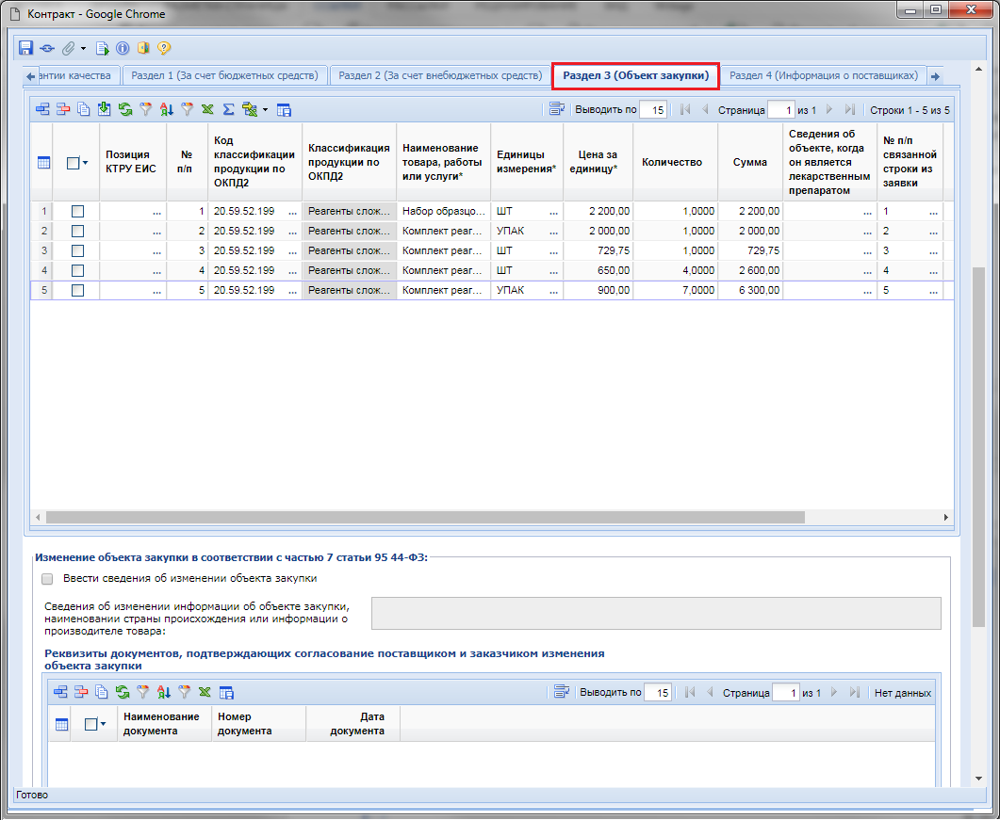 Контракт - Google Chrome
антии качества
Раздел 1 (За счет бюджетных средств)
Раздел 2 (За счет внебюджетных средств)
Раздел 3 (Объект закупки)
Раздел 4 (Информация о поставщиках)
Выводить по 15 Страница 1 из 1 Строки 1 - 5 из 5
Позиция КТРУ ЕИС
№ п/п
Код классификации продукции по ОКПД2
Классификация продукции по ОКПД2
Наименование товара, работы или услуги*
Единицы измерения*
Цена за единицу*
Количество
Сумма
Сведения об объекте, когда он является лекарственным препаратом
№ п/п связанной строки из заявки
1 ... 1 20.59.52.199 ... Реагенты слож... Набор образцо... ШТ ... 2 200,00 1,0000 2 200,00 ... 1 ...
2 ... 2 20.59.52.199 ... Реагенты слож... Комплект реаг... УПАК ... 2 000,00 1,0000 2 000,00 ... 2 ...
3 ... 3 20.59.52.199 ... Реагенты слож... Комплект реаг... ШТ ... 729,75 1,0000 729,75 ... 3 ...
4 ... 4 20.59.52.199 ... Реагенты слож... Комплект реаг... ШТ ... 650,00 4,0000 2 600,00 ... 4 ...
5 ... 5 20.59.52.199 ... Реагенты слож... Комплект реаг... УПАК ... 900,00 7,0000 6 300,00 ... 5 ...
Изменение объекта закупки в соответствии с частью 7 статьи 95 44-ФЗ:
Ввести сведения об изменении объекта закупки
Сведения об изменении информации об объекте закупки,
наименовании страны происхождения или информации о
производителе товара:
Реквизиты документов, подтверждающих согласование поставщиком и заказчиком изменения
объекта закупки
Выводить по 15 Страница 1 из 1 Нет данных
Наименование документа
Номер документа
Дата документа
Готово